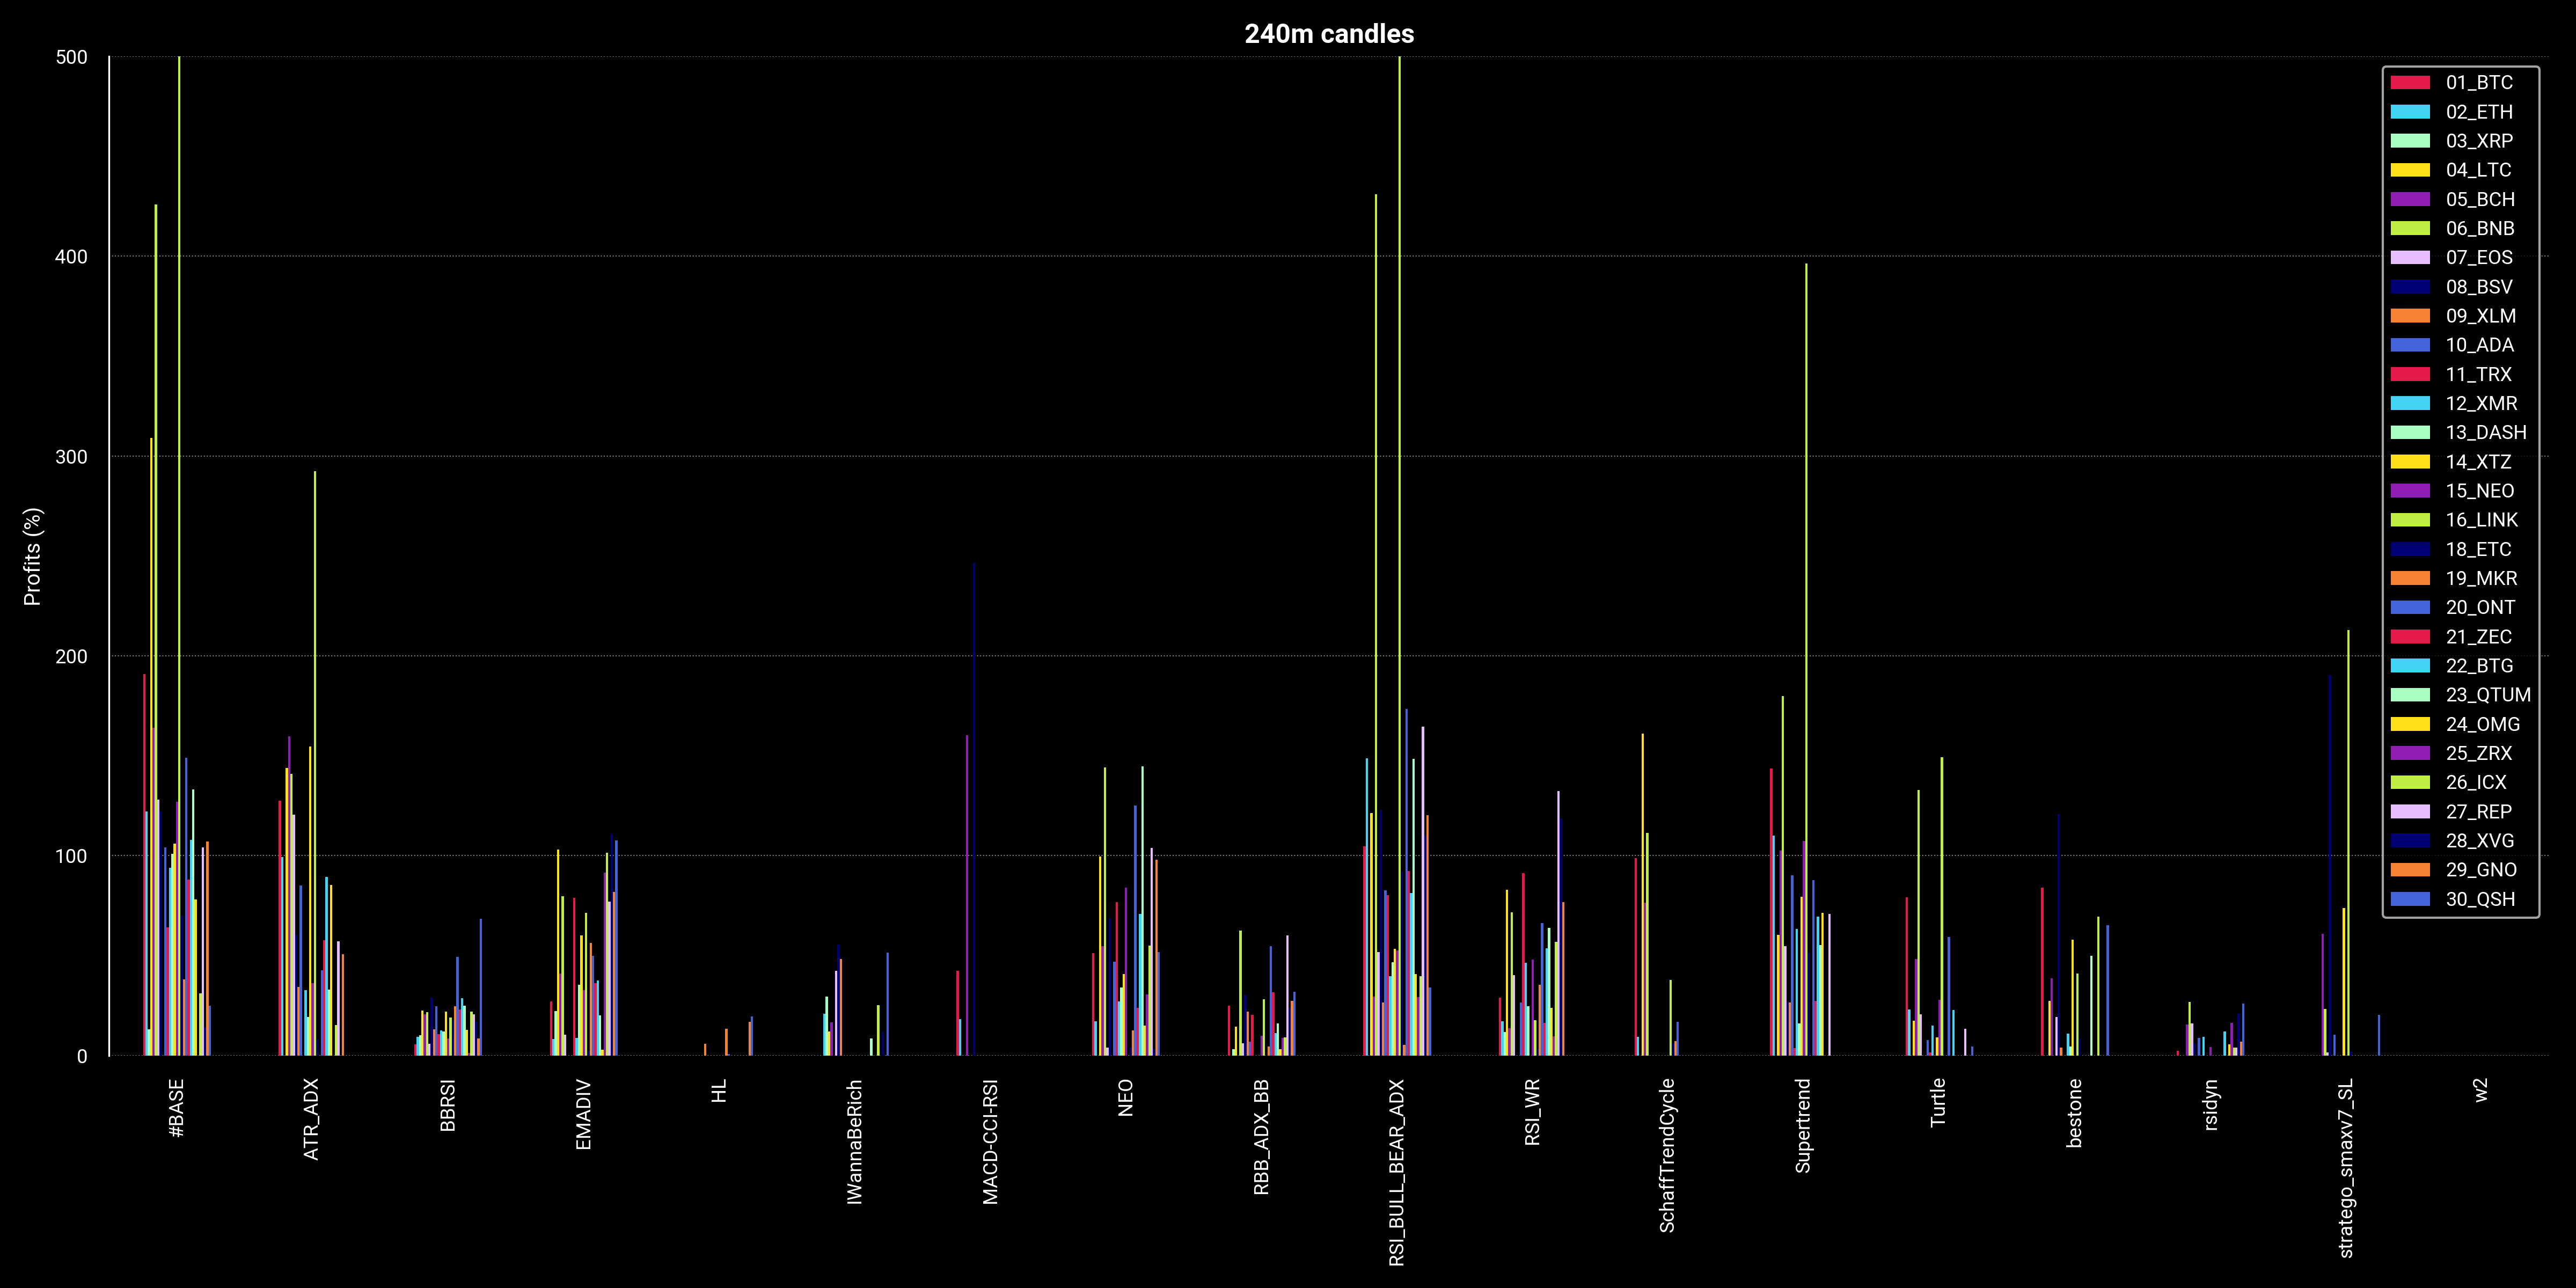 240m candles
500
400
300
200
100
0
Profits (%)
#BASE
ATR_ADX
BBRSI
EMADIV
HL
IWannaBeRich
MACD-CCI-RSI
NEO
RBB_ADX_BB
RSI_BULL_BEAR_ADX
RSI_WR
SchaffTrendCycle
Supertrend
Turtle
bestone
rsidyn
stratego_smaxv7_SL
w2
01_BTC
02_ETH
03_XRP
04_LTC
05_BCH
06_BNB
07_EOS
08_BSV
09_XLM
10_ADA
11_TRX
12_XMR
13_DASH
14_XTZ
15_NEO
16_LINK
18_ETC
19_MKR
20_ONT
21_ZEC
22_BTG
23_QTUM
24_OMG
25_ZRX
26_ICX
27_REP
28_XVG
29_GNO
30_QSH